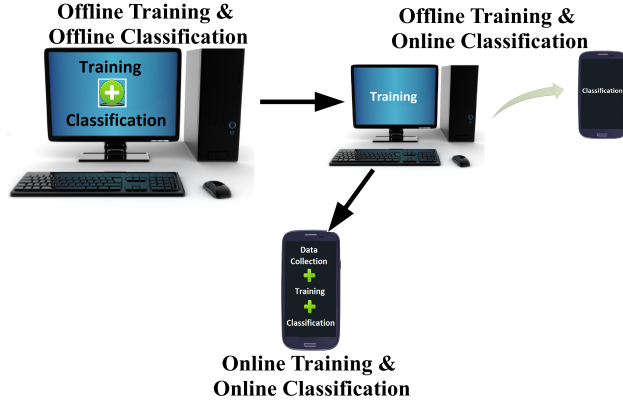 Offline Training &
Offline Classification
Training
Classification
Offline Training &
Online Classification
Training
Classification
Data
Collection
Training
Classification
Online Training &
Online Classification